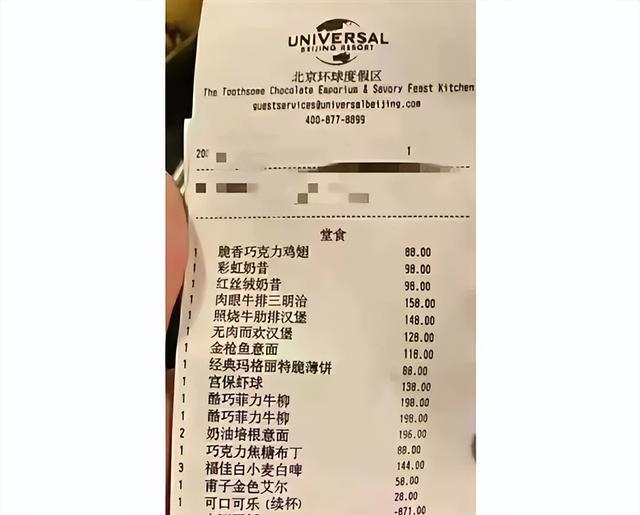 UNIVERSAL
BEIJING RESORT
北京环球度假区
The Toothsome Chocolate Emporium & Savory Feast Kitchen
guestservices@universalbeijing.com
400-877-8899
200 1
堂食
1 脆香巧克力鸡翅 88.00
1 彩虹奶昔 98.00
1 红丝绒奶昔 98.00
1 肉眼牛排三明治 158.00
1 照烧牛肋排汉堡 148.00
1 无肉而欢汉堡 128.00
1 金枪鱼意面 118.00
1 经典玛格丽特脆薄饼 88.00
1 宫保虾球 138.00
1 酷巧菲力牛柳 198.00
1 酷巧菲力牛柳 198.00
2 奶油培根意面 196.00
1 巧克力焦糖布丁 88.00
3 福佳白小麦白啤 144.00
1 甫子金色艾尔 58.00
1 可口可乐 (续杯) 28.00
-871.00